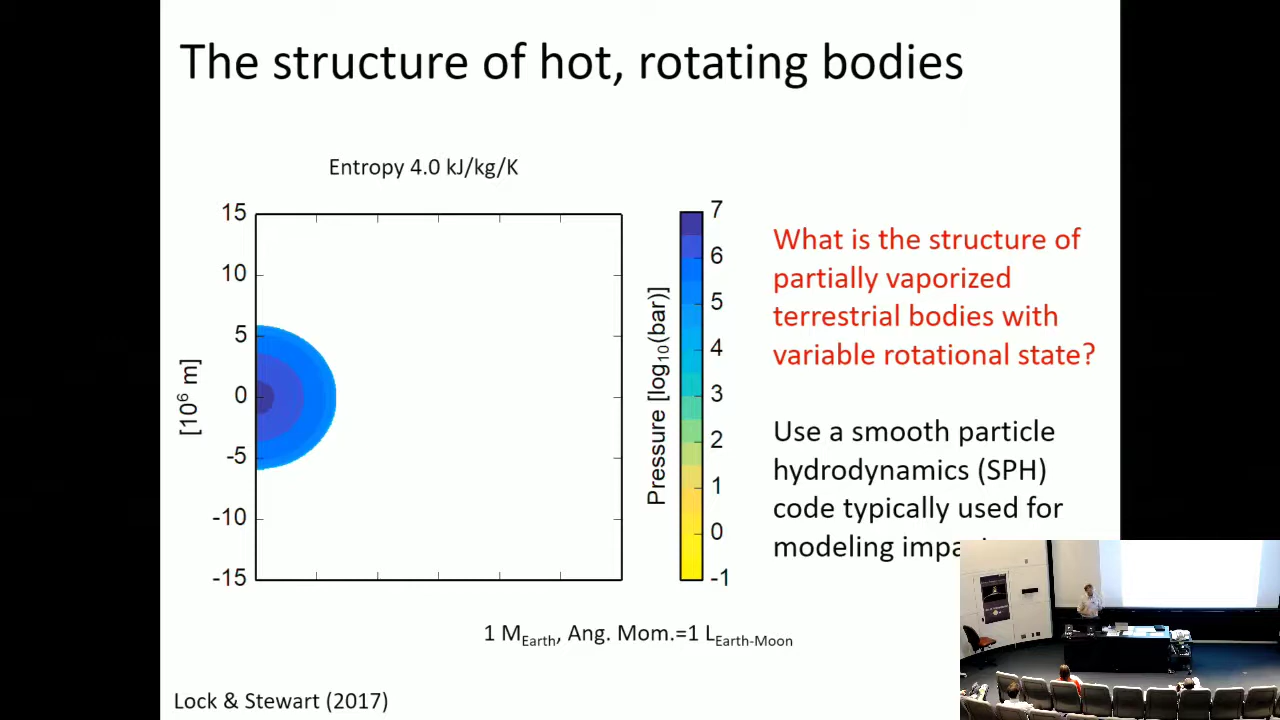 The structure of hot, rotating bodies
Entropy 4.0 kJ/kg/K
15
10
5
0
-5
-10
-15
[10⁶ m]
7
6
5
4
3
2
1
0
-1
Pressure [log₁₀(bar)]
What is the structure of
partially vaporized
terrestrial bodies with
variable rotational state?
Use a smooth particle
hydrodynamics (SPH)
code typically used for
modeling
1 M_Earth, Ang. Mom.=1 L_Earth-Moon
Lock & Stewart (2017)